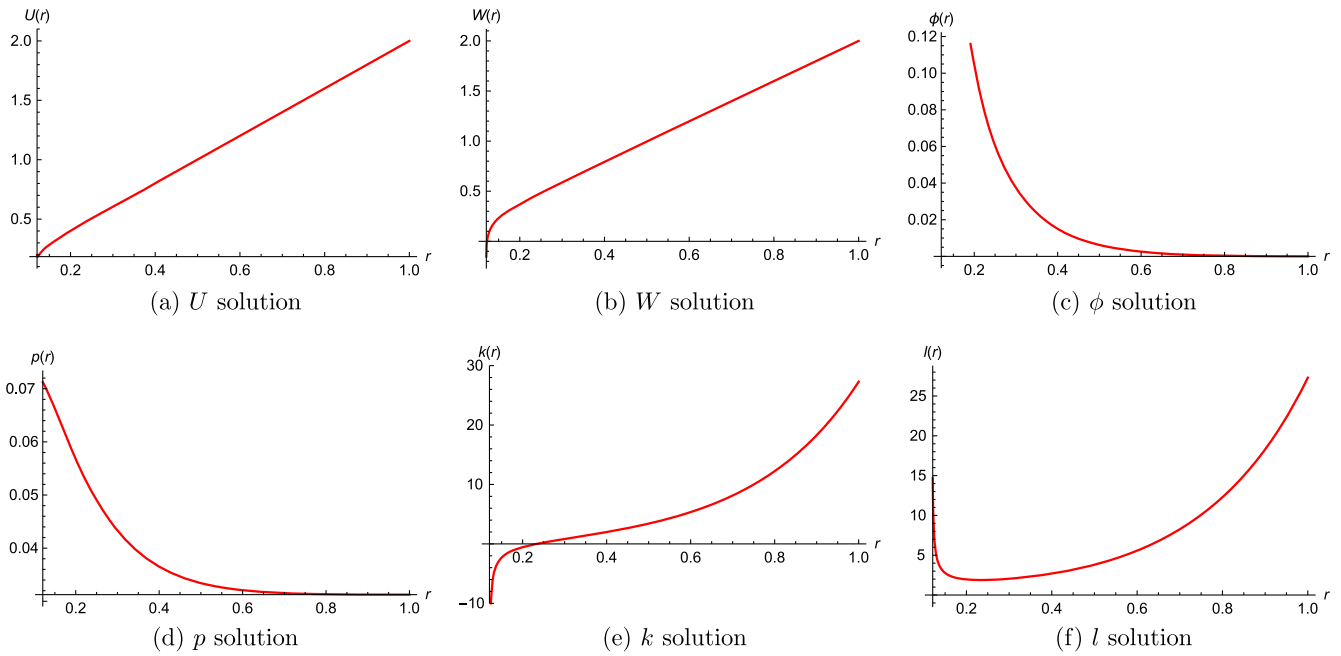 U(r)
2.0
1.5
1.0
0.5
0.2 0.4 0.6 0.8 1.0 r
(a) U solution
W(r)
2.0
1.5
1.0
0.5
0.2 0.4 0.6 0.8 1.0 r
(b) W solution
ϕ(r)
0.12
0.10
0.08
0.06
0.04
0.02
0.2 0.4 0.6 0.8 1.0 r
(c) ϕ solution
p(r)
0.07
0.06
0.05
0.04
0.2 0.4 0.6 0.8 1.0 r
(d) p solution
k(r)
30
20
10
0.2 0.4 0.6 0.8 1.0 r
−10
(e) k solution
l(r)
25
20
15
10
5
0.2 0.4 0.6 0.8 1.0 r
(f) l solution